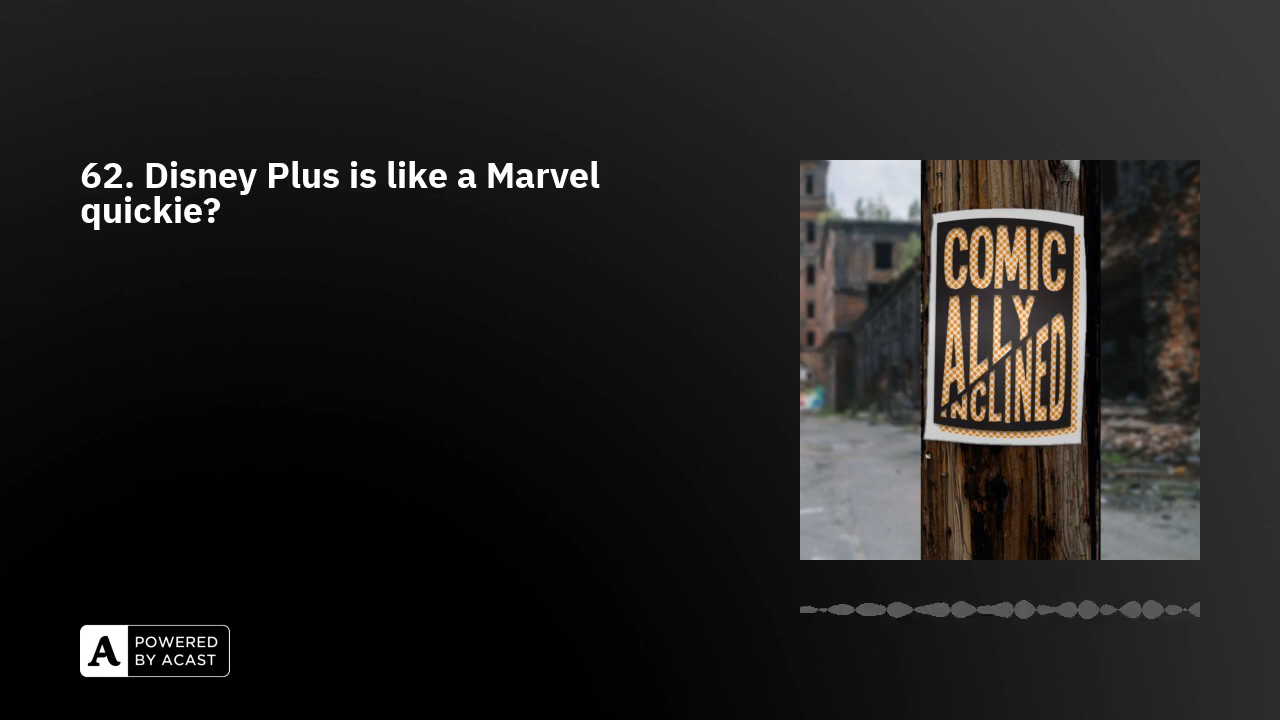 62. Disney Plus is like a Marvel
quickie?
COMIC
ALLY
INCLINED
A POWERED
BY ACAST